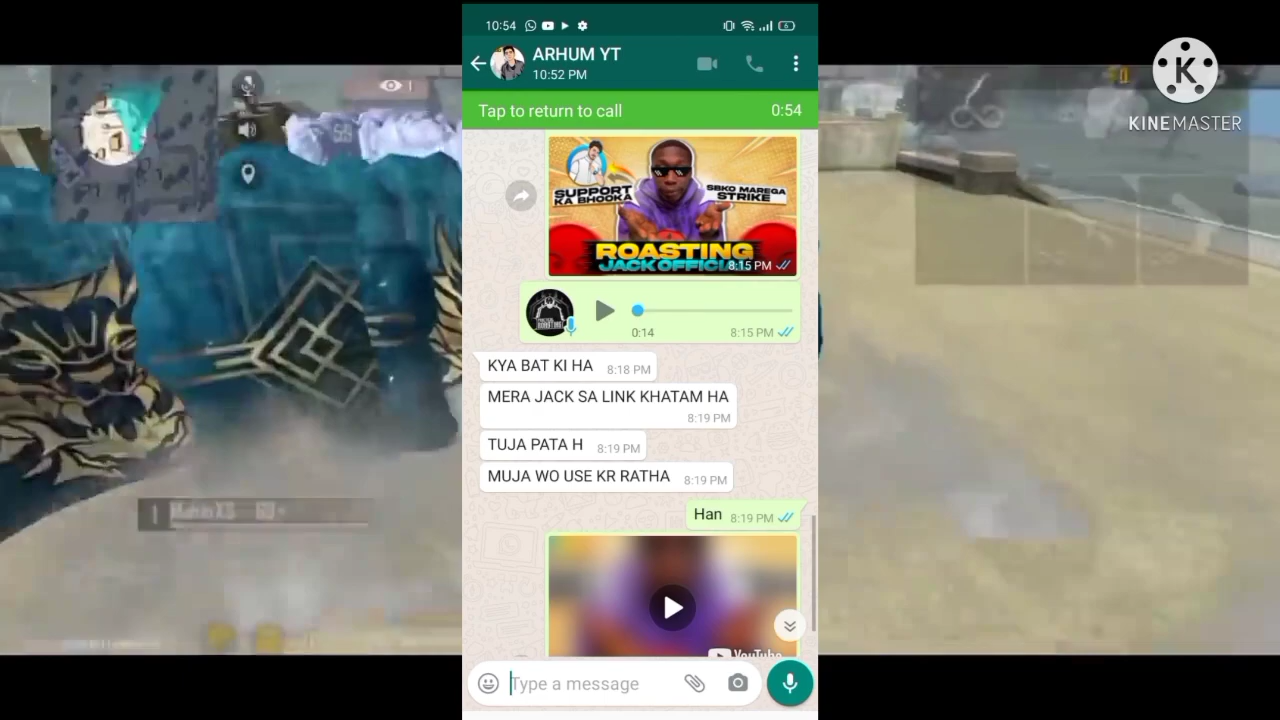 10:54
6
ARHUM YT
10:52 PM
Tap to return to call
0:54
SUPPORT
KA BHOOKA
SBKO MAREGA
STRIKE
ROASTING
8:15 PM
0:14
8:15 PM
KYA BAT KI HA 8:18 PM
MERA JACK SA LINK KHATAM HA
8:19 PM
TUJA PATA H 8:19 PM
MUJA WO USE KR RATHA 8:19 PM
Han 8:19 PM
YouTube
Type a message
K
KINEMASTER